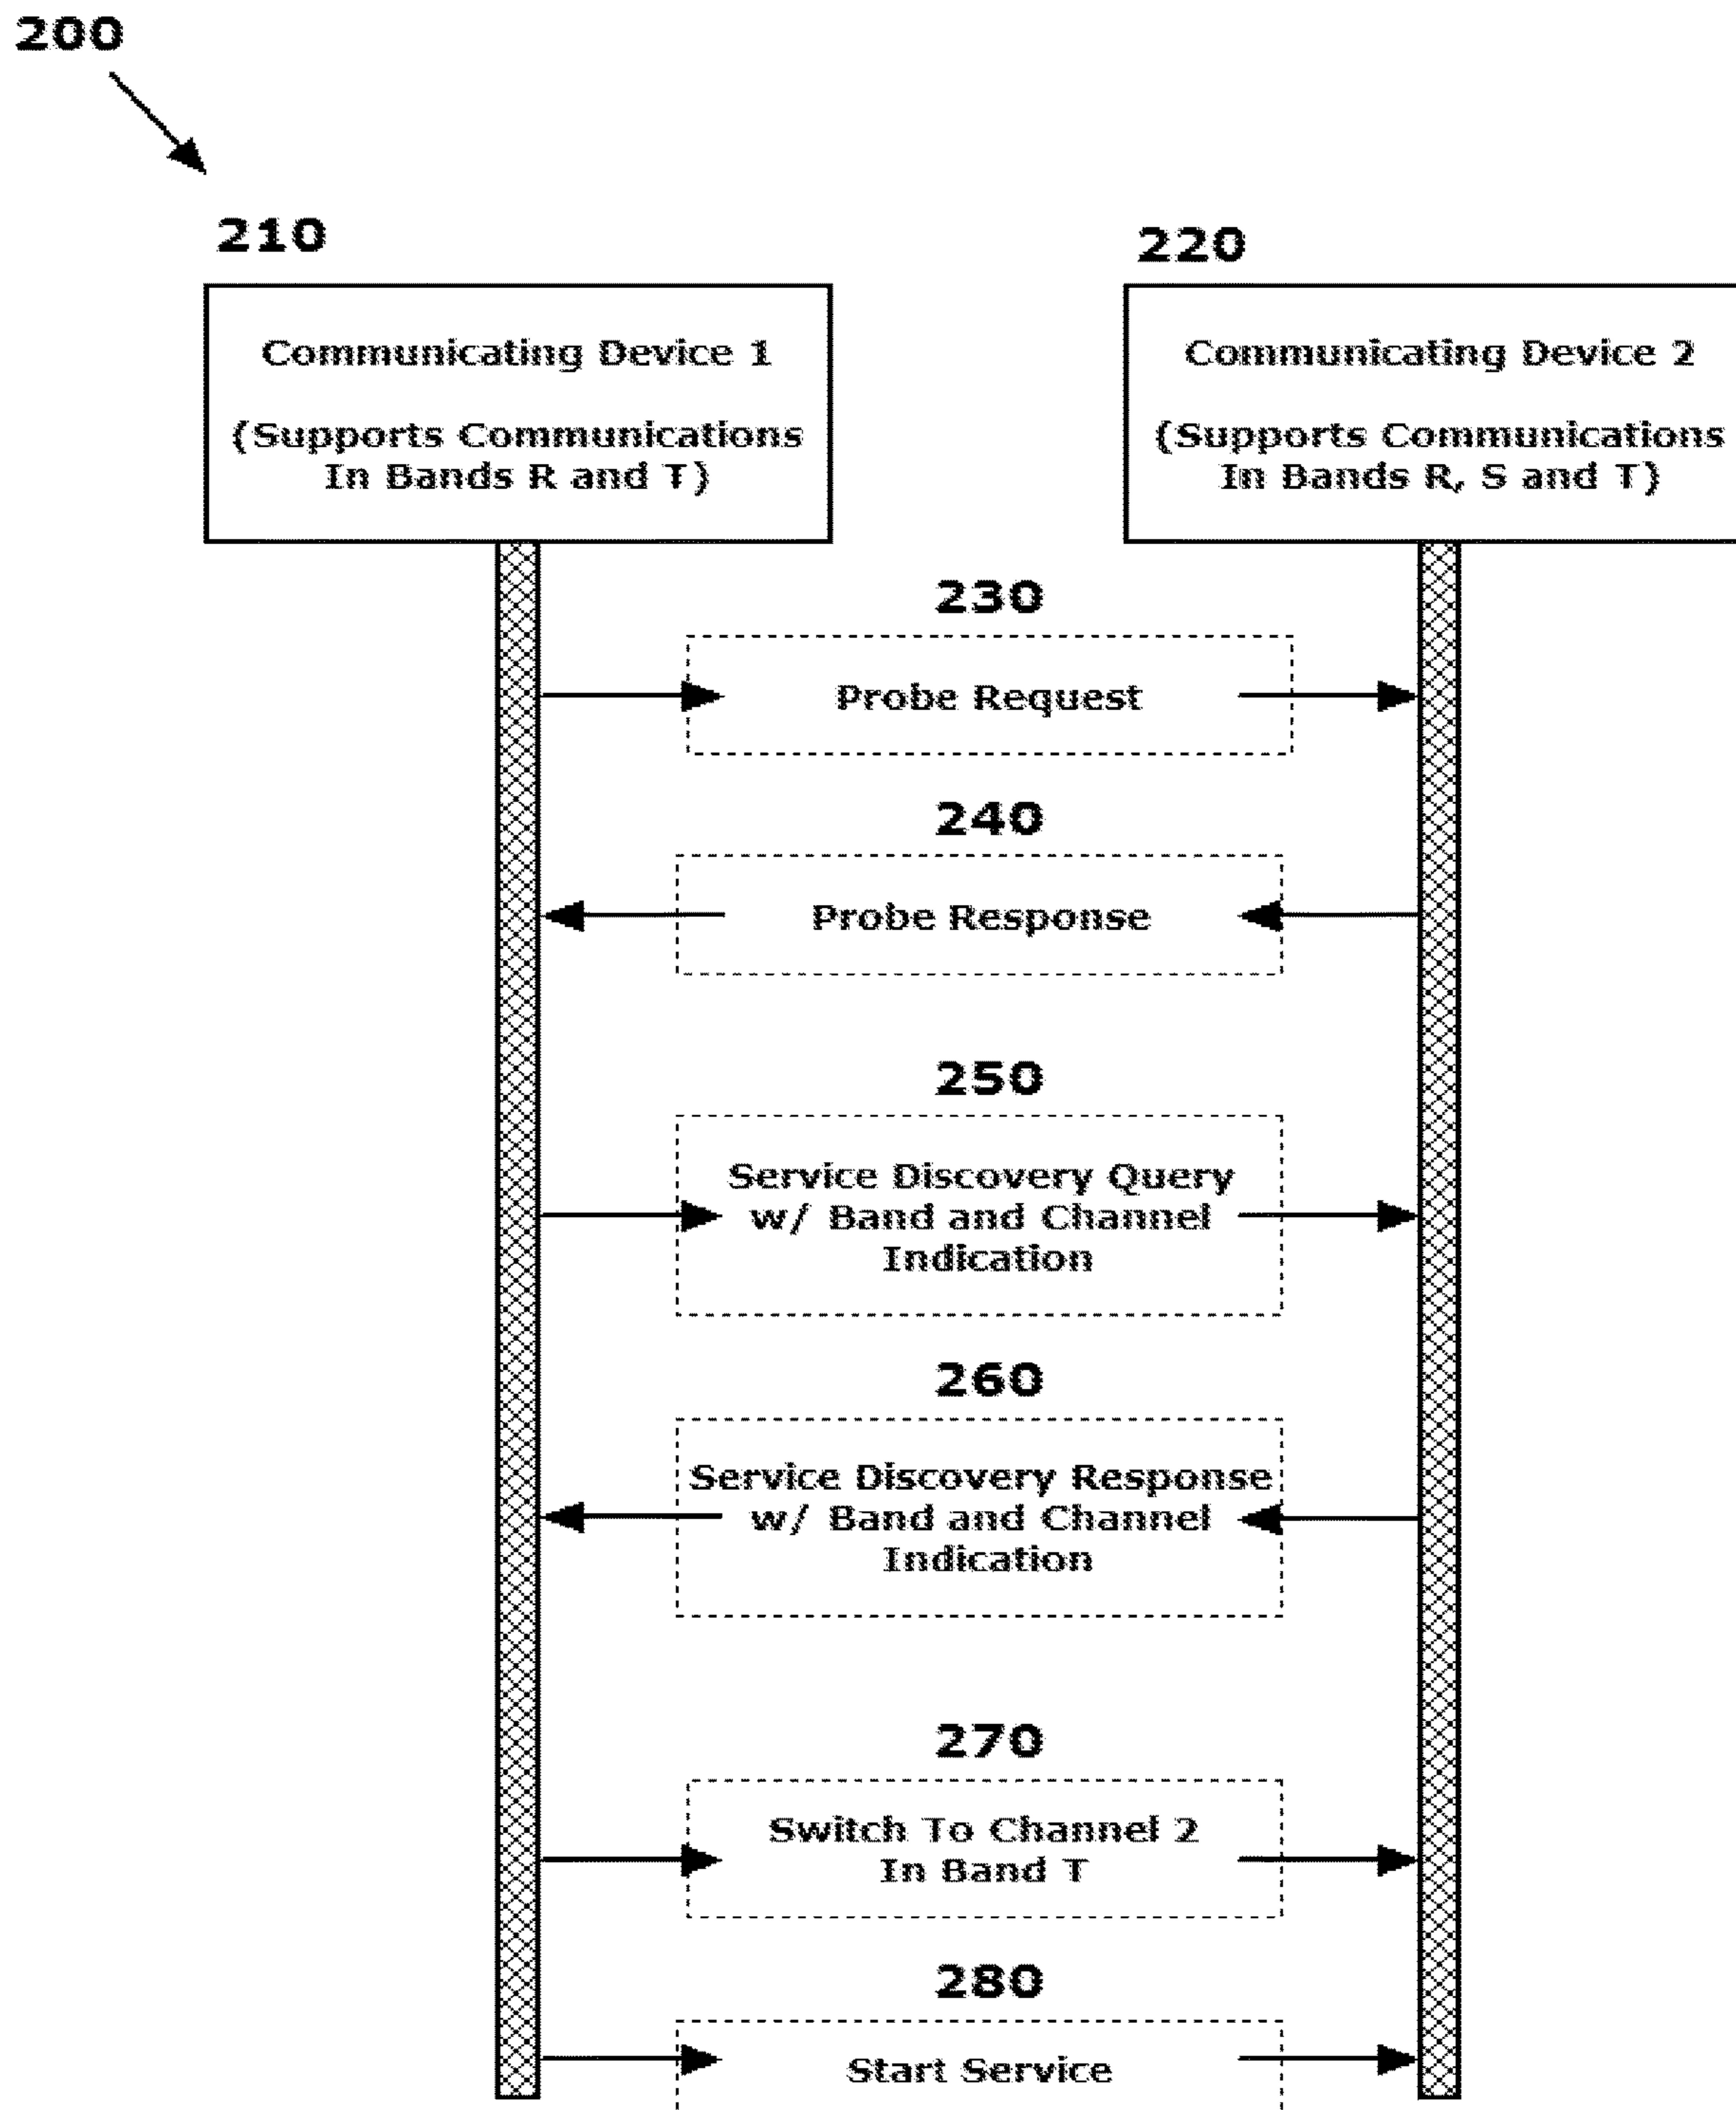 200
210
220
Communicating Device 1
(Supports Communications
In Bands R and T)
Communicating Device 2
(Supports Communications
In Bands R, S and T)
230
Probe Request
240
Probe Response
250
Service Discovery Query
w/ Band and Channel
Indication
260
Service Discovery Response
w/ Band and Channel
Indication
270
Switch To Channel 2
In Band T
280
Start Service